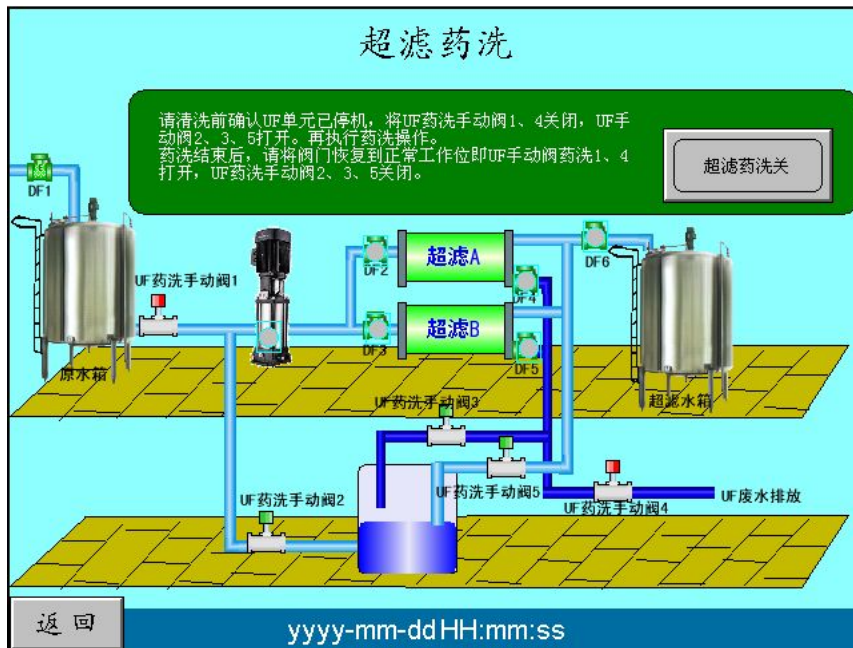 超滤药洗
请清洗前确认UF单元已停机，将UF药洗手动阀1、4关闭，UF手
动阀2、3、5打开。再执行药洗操作。
药洗结束后，请将阀门恢复到正常工作位即UF手动阀药洗1、4
打开，UF药洗手动阀2、3、5关闭。
超滤药洗关
DF1
UF药洗手动阀1
DF2
超滤A
DF4
DF6
DF3
超滤B
DF5
原水箱
超滤水箱
UF药洗手动阀3
UF药洗手动阀2
UF药洗手动阀5
UF药洗手动阀4
UF废水排放
返回
yyyy-mm-ddHH:mm:ss